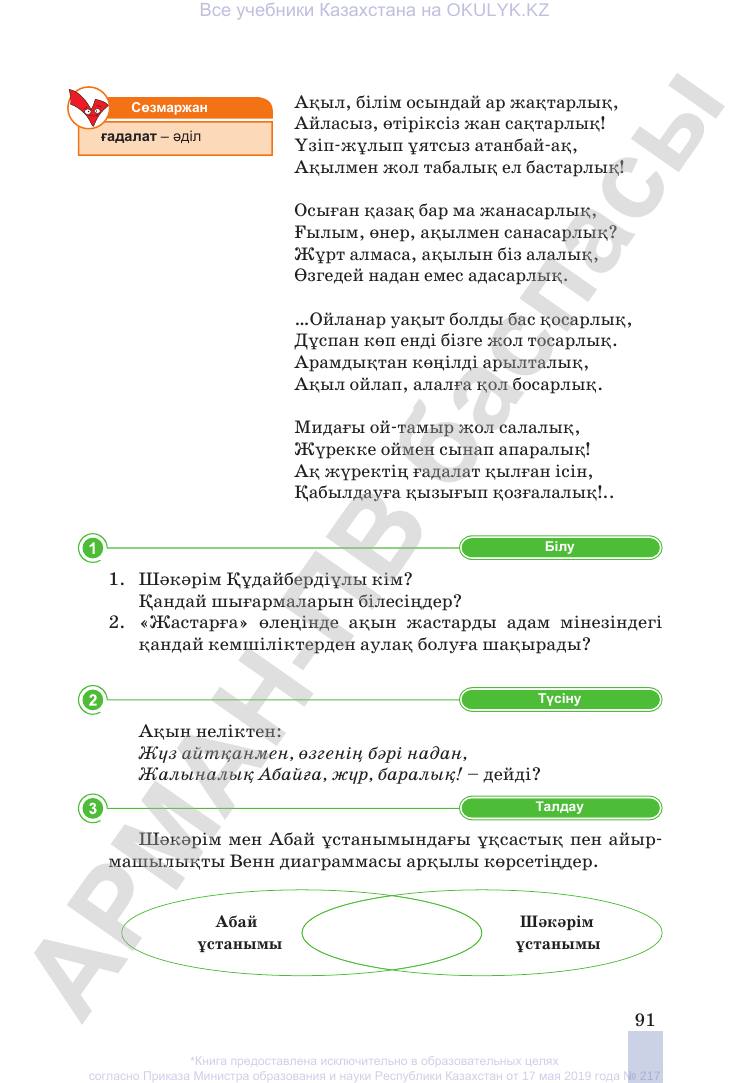 Все учебники Казахстана на OKULYK.KZ
Сөзмаржан
ғадалат – әділ
Ақыл, білім осындай ар жақтарлық,
Айласыз, өтіріксіз жан сақтарлық!
Үзіп-жұлып ұятсыз атанбай-ақ,
Ақылмен жол табалық ел бастарлық!
Осыған қазақ бар ма жанасарлық,
Ғылым, өнер, ақылмен санасарлық?
Жұрт алмаса, ақылын біз алалық,
Өзгедей надан емес адасарлық.
...Ойланар уақыт болды бас қосарлық,
Дұспан көп енді бізге жол тосарлық.
Арамдықтан көңілді арылталық,
Ақыл ойлап, алалға қол босарлық.
Мидағы ой-тамыр жол салалық,
Жүрекке оймен сынап апаралық!
Ақ жүректің ғадалат қылған ісін,
Қабылдауға қызығып қозғалалық!..
1 Білу
1. Шәкәрім Құдайбердіұлы кім?
Қандай шығармаларын білесіңдер?
2. «Жастарға» өлеңінде ақын жастарды адам мінезіндегі
қандай кемшіліктерден аулақ болуға шақырады?
2 Түсіну
Ақын неліктен:
Жүз айтқанмен, өзгенің бәрі надан,
Жалыналық Абайға, жүр, баралық! – дейді?
3 Талдау
Шәкәрім мен Абай ұстанымындағы ұқсастық пен айыр-
машылықты Венн диаграммасы арқылы көрсетіңдер.
Абай
ұстанымы
Шәкәрім
ұстанымы
91
*Книга предоставлена исключительно в образовательных целях
согласно Приказа Министра образования и науки Республики Казахстан от 17 мая 2019 года № 217
АРМАН-ПВ баспасы